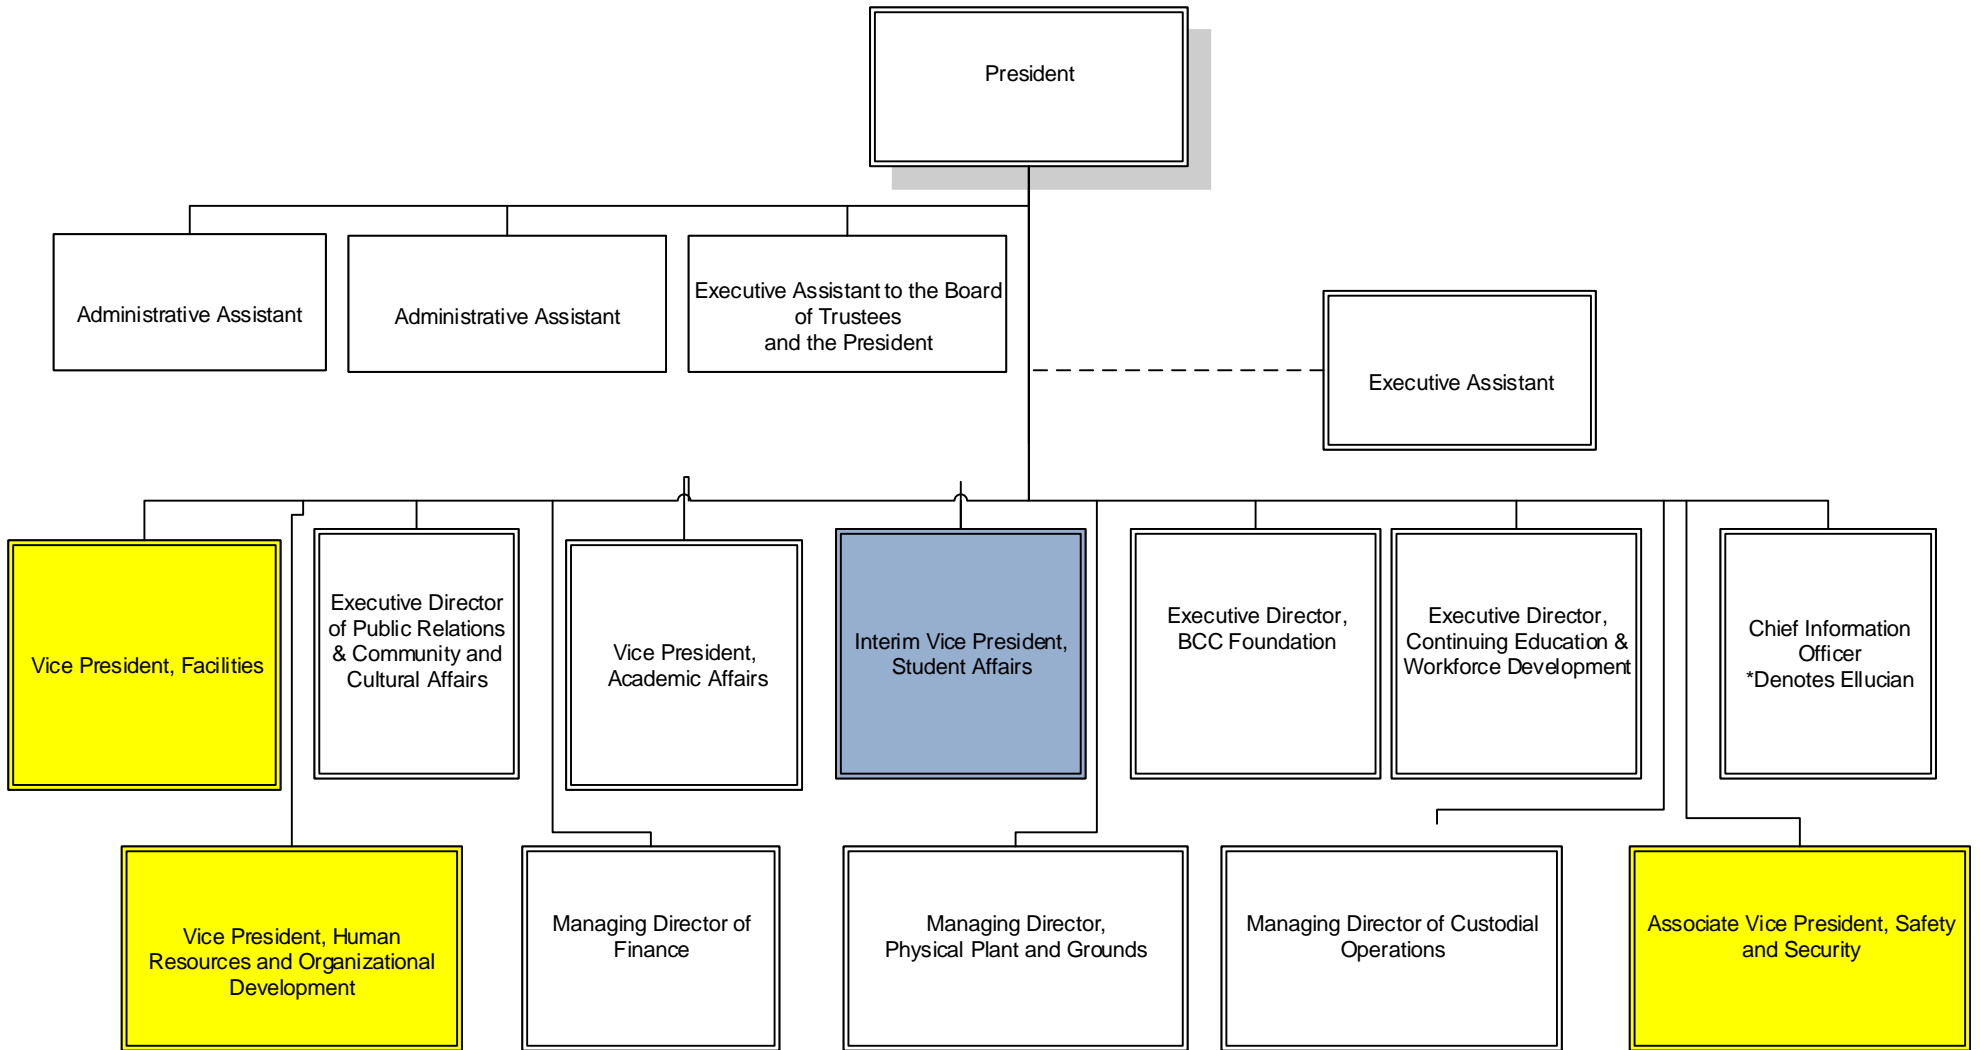 President
Administrative Assistant
Administrative Assistant
Executive Assistant to the Board
of Trustees
and the President
Executive Assistant
Vice President, Facilities
Executive Director
of Public Relations
& Community and
Cultural Affairs
Vice President,
Academic Affairs
Interim Vice President,
Student Affairs
Executive Director,
BCC Foundation
Executive Director,
Continuing Education &
Workforce Development
Chief Information
Officer
*Denotes Ellucian
Vice President, Human
Resources and Organizational
Development
Managing Director of
Finance
Managing Director,
Physical Plant and Grounds
Managing Director of Custodial
Operations
Associate Vice President, Safety
and Security